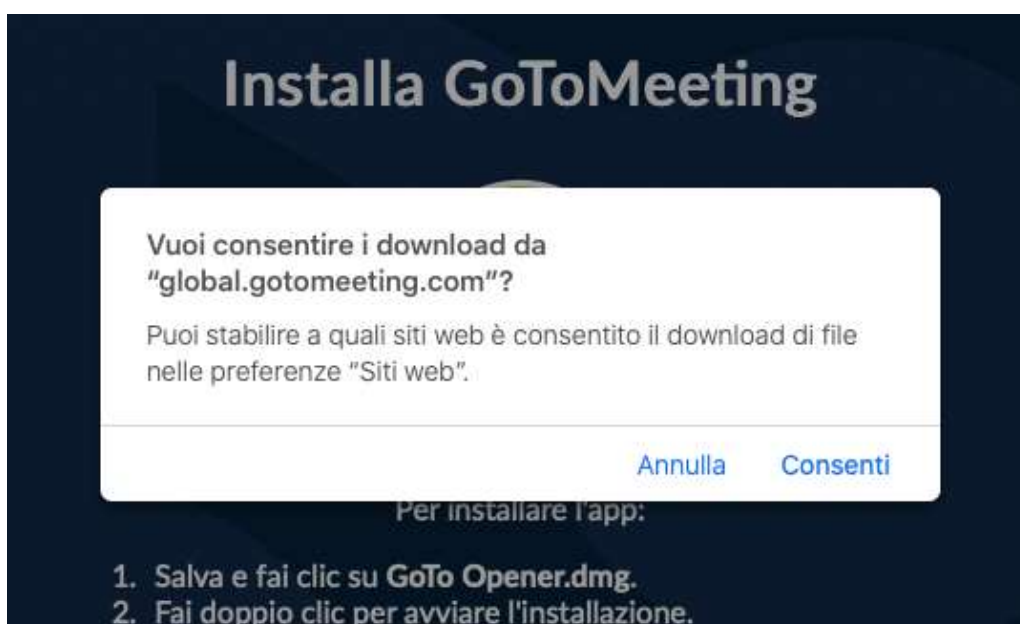 Installa GoToMeeting
Vuoi consentire i download da
“global.gotomeeting.com”?
Puoi stabilire a quali siti web è consentito il download di file
nelle preferenze “Siti web”.
Annulla Consenti
Per installare l'app:
1. Salva e fai clic su GoTo Opener.dmg.
2. Fai doppio clic per avviare l'installazione.